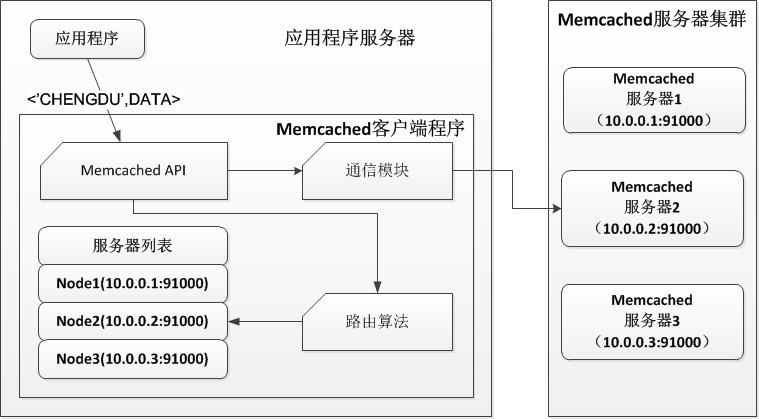 应用程序
应用程序服务器
<'CHENGDU',DATA>
Memcached客户端程序
Memcached API
通信模块
服务器列表
Node1(10.0.0.1:91000)
Node2(10.0.0.2:91000)
Node3(10.0.0.3:91000)
路由算法
Memcached服务器集群
Memcached
服务器1
（10.0.0.1:91000）
Memcached
服务器2
（10.0.0.2:91000）
Memcached
服务器3
（10.0.0.3:91000）